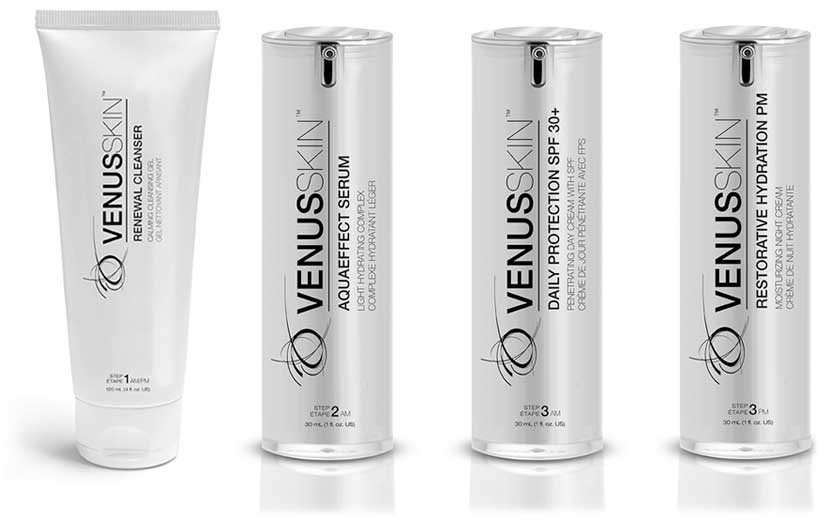 VENUSSKIN™
RENEWAL CLEANSER
CALMING CLEANSING GEL
GEL NETTOYANT APAISANT
STEP
ÉTAPE 1 AM/PM
120 mL (4 fl. oz. US)
VENUSSKIN™
AQUAEFFECT SERUM
LIGHT HYDRATING COMPLEX
COMPLEXE HYDRATANT LÉGER
STEP
ÉTAPE 2 AM
30 mL (1 fl. oz. US)
VENUSSKIN™
DAILY PROTECTION SPF 30+
PENETRATING DAY CREAM WITH SPF
CRÈME DE JOUR PÉNÉTRANTE AVEC FPS
STEP
ÉTAPE 3 AM
30 mL (1 fl. oz. US)
VENUSSKIN™
RESTORATIVE HYDRATION PM
MOISTURIZING NIGHT CREAM
CRÈME DE NUIT HYDRATANTE
STEP
ÉTAPE 3 PM
30 mL (1 fl. oz. US)